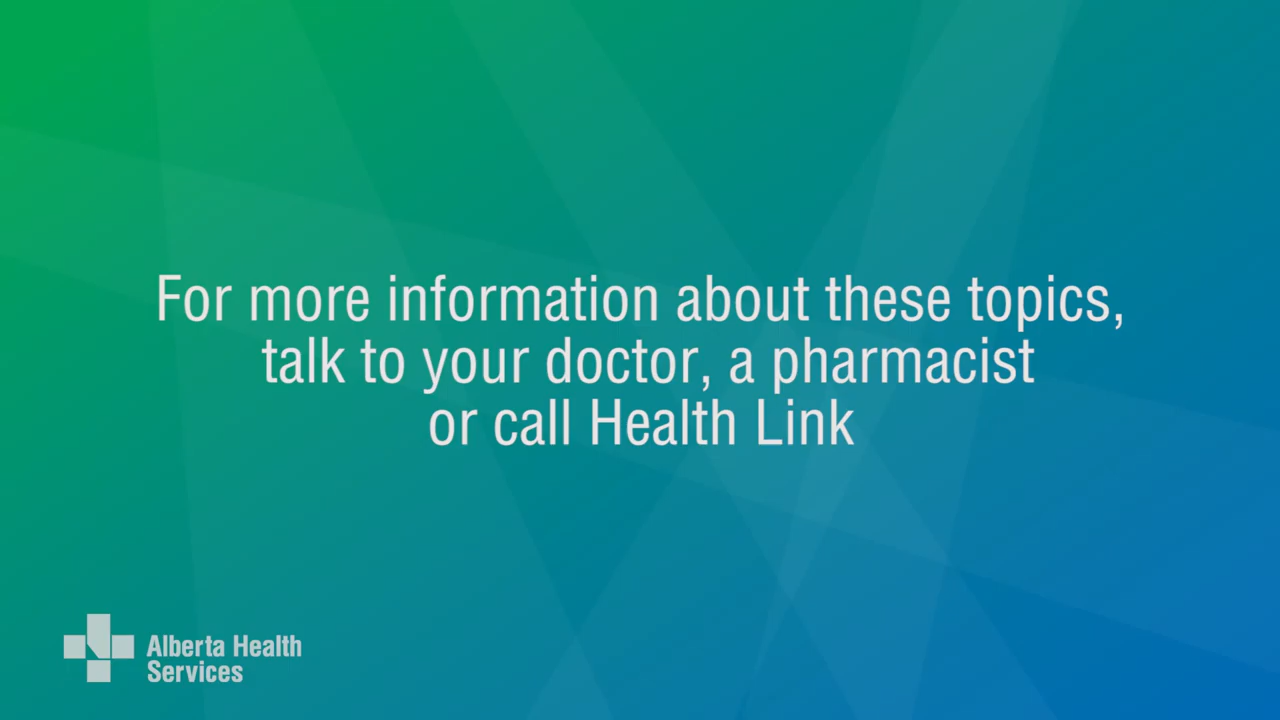 For more information about these topics,
talk to your doctor, a pharmacist
or call Health Link
Alberta Health
Services